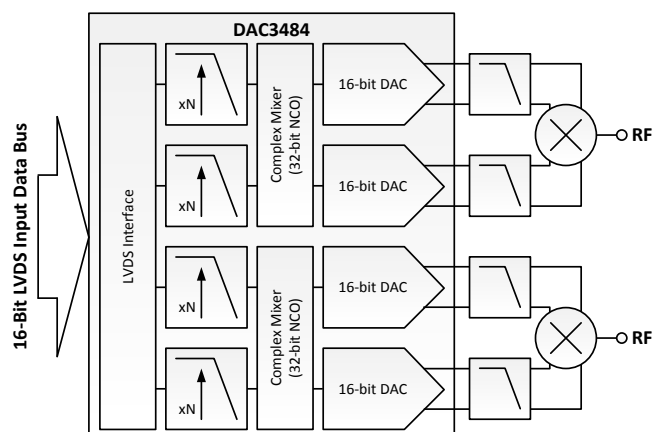 DAC3484
16-Bit LVDS Input Data Bus
LVDS Interface
xN
xN
xN
xN
Complex Mixer
(32-bit NCO)
Complex Mixer
(32-bit NCO)
16-bit DAC
16-bit DAC
16-bit DAC
16-bit DAC
RF
RF